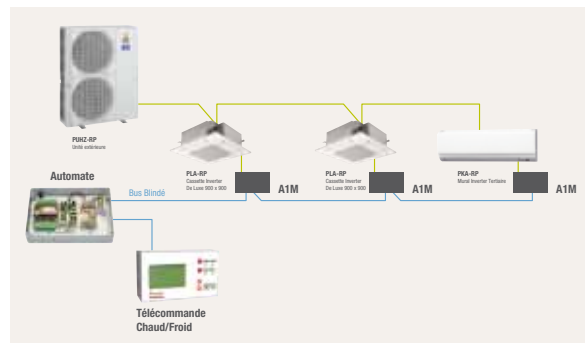 PUHZ-RP
Unité extérieure
PLA-RP
Cassette Inverter
De Luxe 900 x 900
A1M
PLA-RP
Cassette Inverter
De Luxe 900 x 900
A1M
PKA-RP
Mural Inverter Tertiaire
A1M
Automate
Bus Blindé
Télécommande
Chaud/Froid